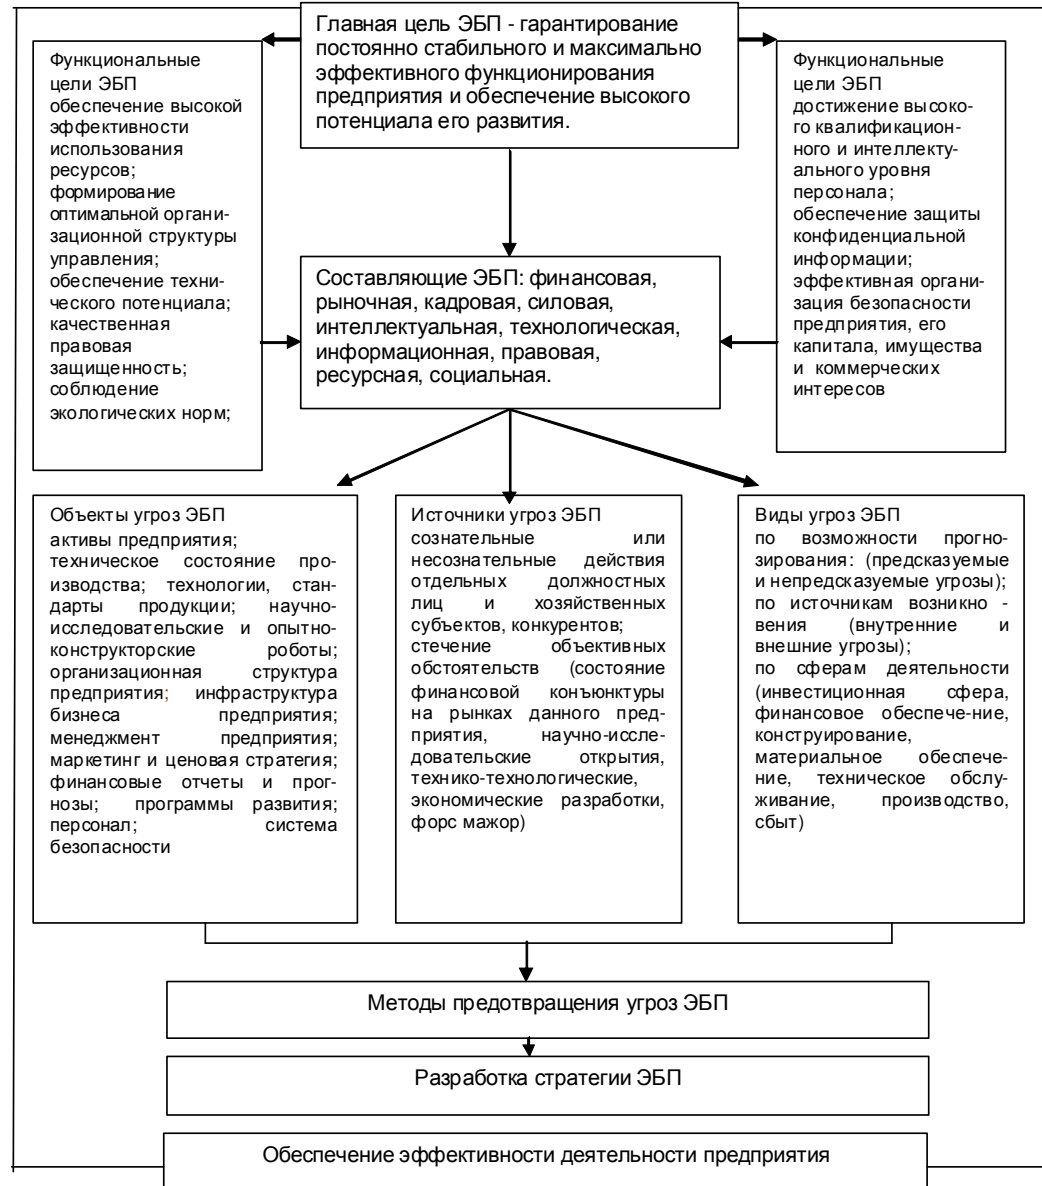 Главная цель ЭБП - гарантирование
постоянно стабильного и максимально
эффективного функционирования
предприятия и обеспечение высокого
потенциала его развития.
Функциональные
цели ЭБП
обеспечение высокой
эффективности
использования
ресурсов;
формирование
оптимальной органи-
зационной структуры
управления;
обеспечение техни-
ческого потенциала;
качественная
правовая
защищенность;
соблюдение
экологических норм;
Функциональные
цели ЭБП
достижение высоко-
го квалификацион-
ного и интеллекту-
ального уровня
персонала;
обеспечение защиты
конфиденциальной
информации;
эффективная органи-
зация безопасности
предприятия, его
капитала, имущества
и коммерческих
интересов
Составляющие ЭБП: финансовая,
рыночная, кадровая, силовая,
интеллектуальная, технологическая,
информационная, правовая,
ресурсная, социальная.
Объекты угроз ЭБП
активы предприятия;
техническое состояние про-
изводства; технологии, стан-
дарты продукции; научно-
исследовательские и опытно-
конструкторские роботы;
организационная структура
предприятия; инфраструктура
бизнеса предприятия;
менеджмент предприятия;
маркетинг и ценовая стратегия;
финансовые отчеты и прог-
нозы; программы развития;
персонал; система
безопасности
Источники угроз ЭБП
сознательные или
несознательные действия
отдельных должностных
лиц и хозяйственных
субъектов, конкурентов;
стечение объективных
обстоятельств (состояние
финансовой конъюнктуры
на рынках данного пред-
приятия, научно-иссле-
довательские открытия,
технико-технологические,
экономические разработки,
форс мажор)
Виды угроз ЭБП
по возможности прогно-
зирования: (предсказуемые
и непредсказуемые угрозы);
по источникам возникно -
вения (внутренние и
внешние угрозы);
по сферам деятельности
(инвестиционная сфера,
финансовое обеспече-ние,
конструирование,
материальное обеспече-
ние, техническое обслу-
живание, производство,
сбыт)
Методы предотвращения угроз ЭБП
Разработка стратегии ЭБП
Обеспечение эффективности деятельности предприятия